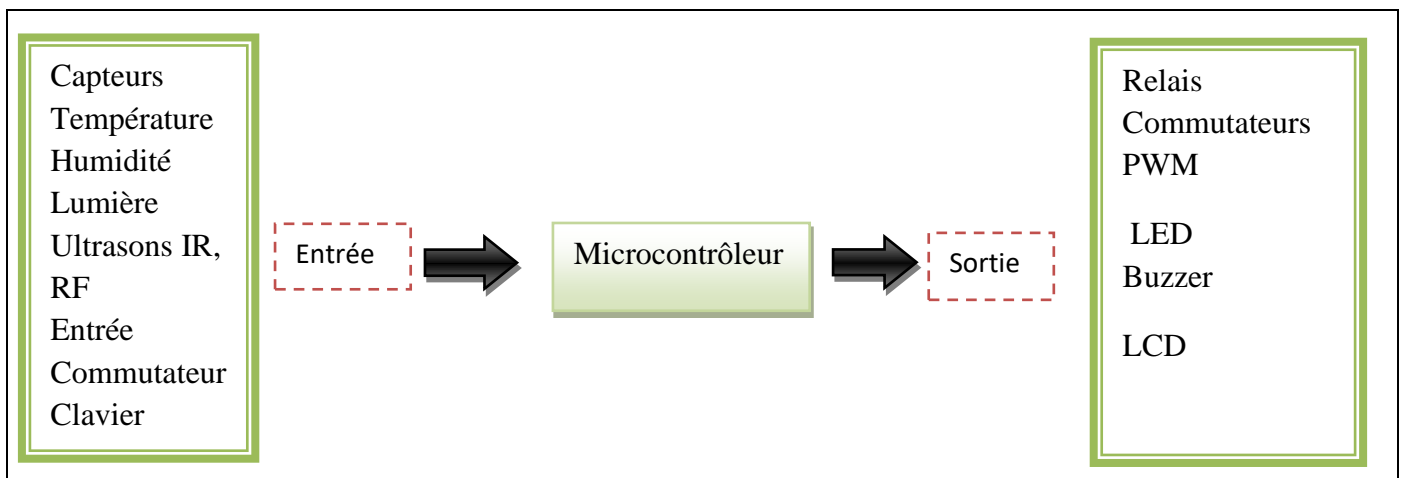 Capteurs
Température
Humidité
Lumière
Ultrasons IR,
RF
Entrée
Commutateur
Clavier
Entrée
Microcontrôleur
Sortie
Relais
Commutateurs
PWM
LED
Buzzer
LCD